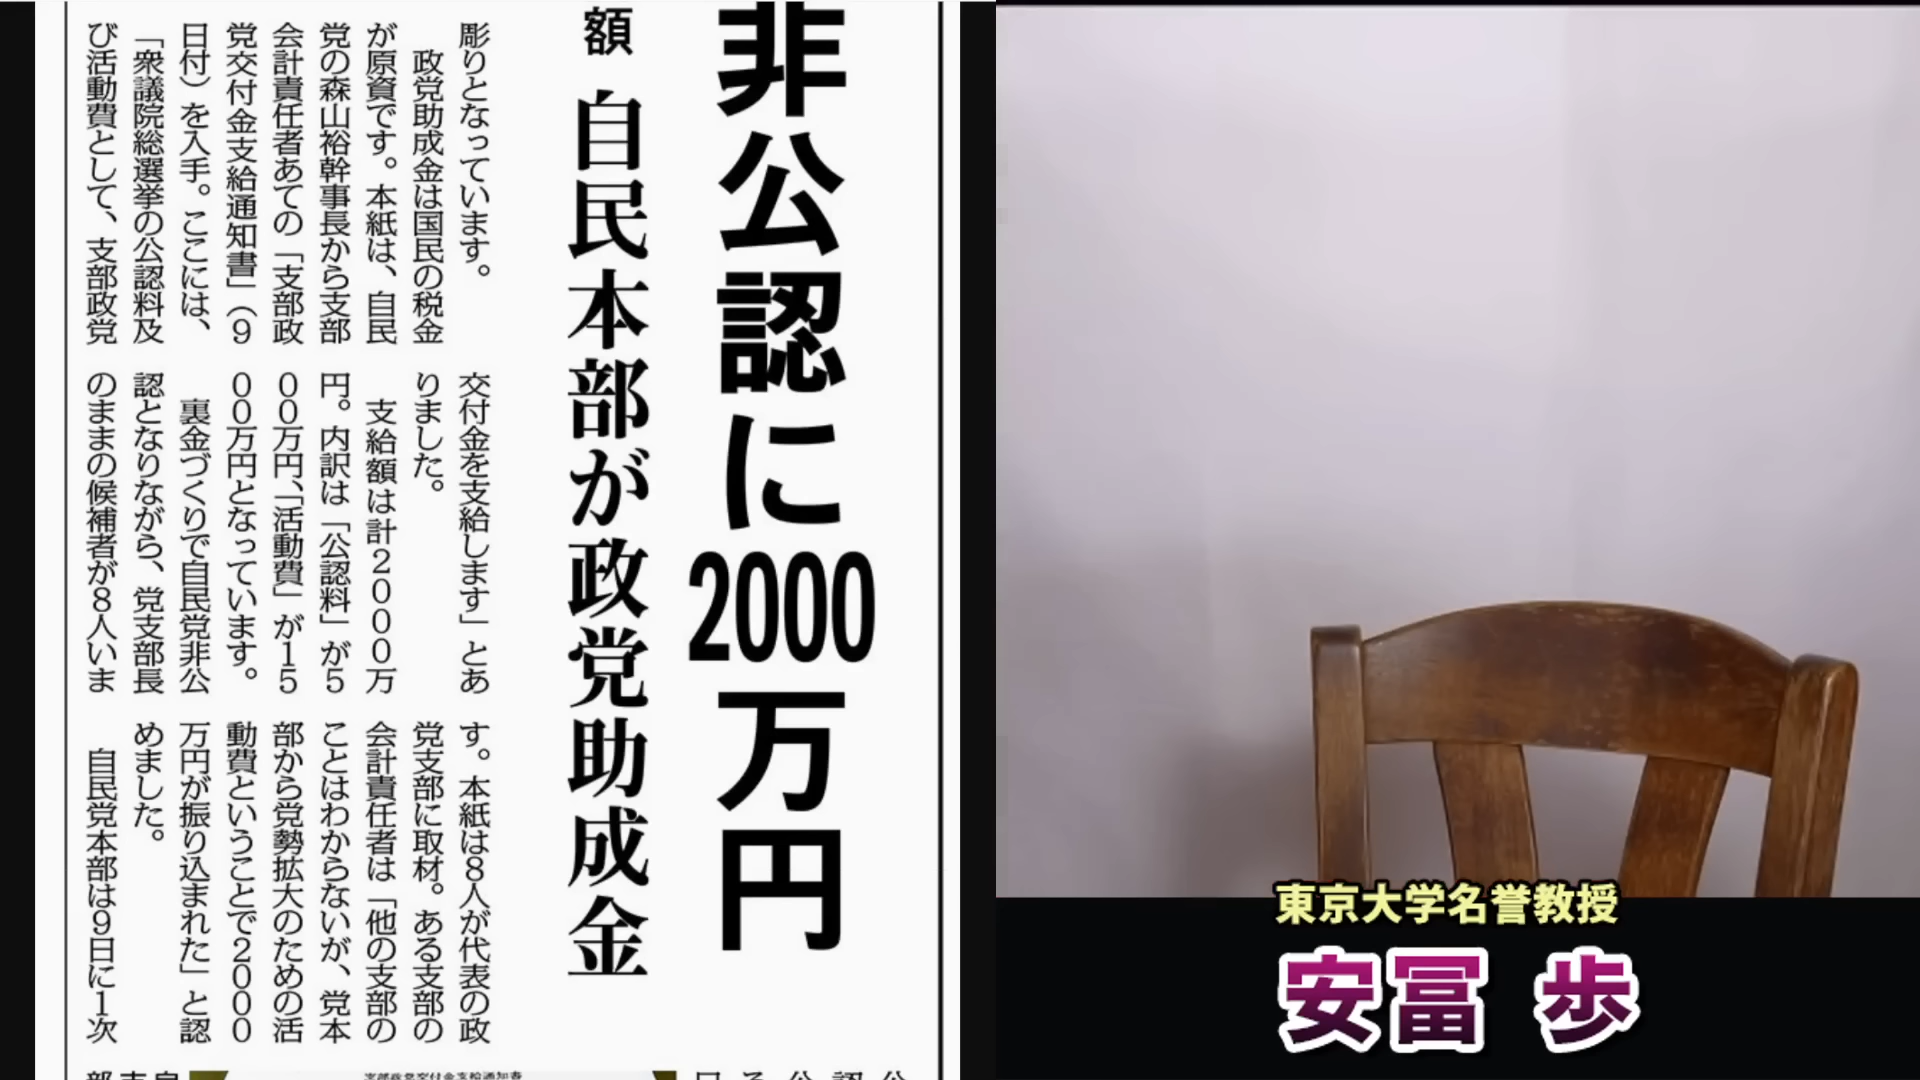 非公認に2000万円
額 自民本部が政党助成金
彫りとなっています。
政党助成金は国民の税金
が原資です。本紙は、自民
党の森山裕幹事長から支部
会計責任者あての「支部政
党交付金支給通知書」（９
日付）を入手。ここには、
「衆議院総選挙の公認料及
び活動費として、支部政党
交付金を支給します」とあ
りました。
支給額は計２０００万
円。内訳は「公認料」が５
００万円、「活動費」が１５
００万円となっています。
裏金づくりで自民党非公
認となりながら、党支部長
のままの候補者が８人いま
す。本紙は８人が代表の政
党支部に取材。ある支部の
会計責任者は「他の支部の
ことはわからないが、党本
部から党勢拡大のための活
動費ということで２０００
万円が振り込まれた」と認
めました。
自民党本部は９日に１次
東京大学名誉教授
安冨 歩